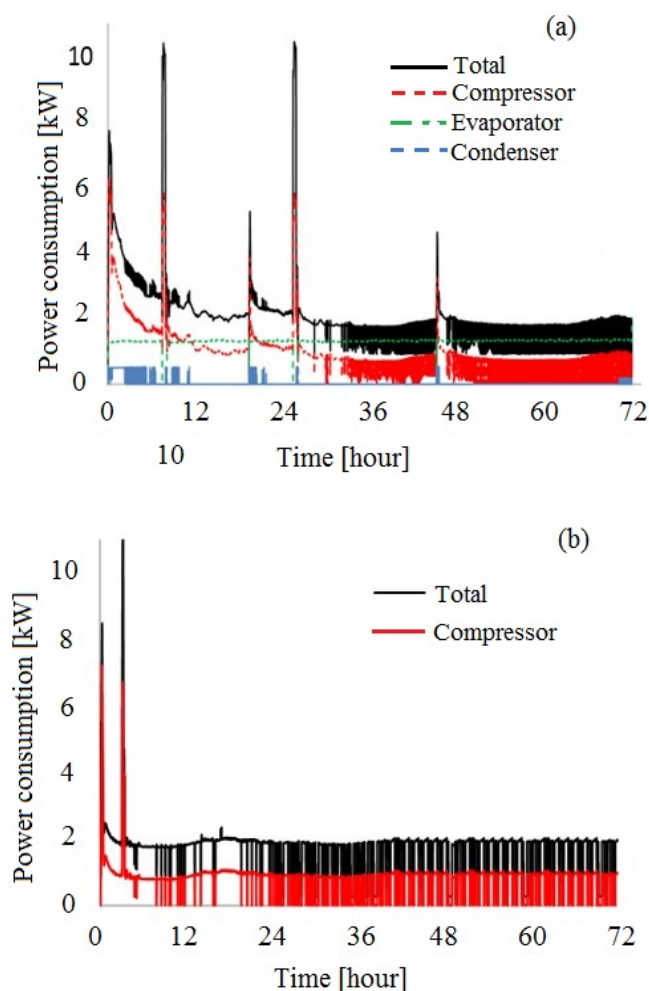 (a)
Power consumption [kW]
10
8
6
4
2
0
Total
Compressor
Evaporator
Condenser
0 12 24 36 48 60 72
10
Time [hour]
(b)
Power consumption [kW]
10
8
6
4
2
0
Total
Compressor
0 12 24 36 48 60 72
Time [hour]